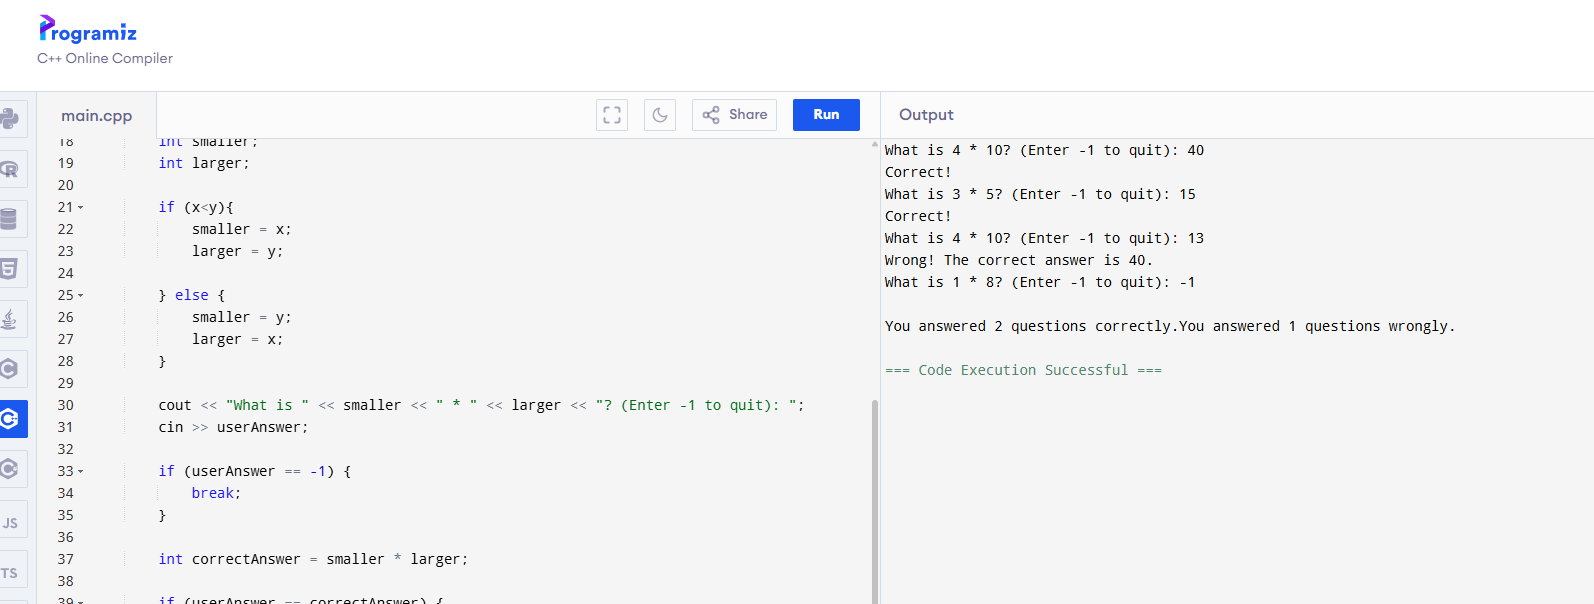 Programiz
C++ Online Compiler
main.cpp
Share
Run
Output
18 int smaller;
19 int larger;
20
21 if (x<y){
22 smaller = x;
23 larger = y;
24
25 } else {
26 smaller = y;
27 larger = x;
28 }
29
30 cout << "What is " << smaller << " * " << larger << "? (Enter -1 to quit): ";
31 cin >> userAnswer;
32
33 if (userAnswer == -1) {
34 break;
35 }
36
37 int correctAnswer = smaller * larger;
38
39 if (userAnswer == correctAnswer) {
JS
TS
What is 4 * 10? (Enter -1 to quit): 40
Correct!
What is 3 * 5? (Enter -1 to quit): 15
Correct!
What is 4 * 10? (Enter -1 to quit): 13
Wrong! The correct answer is 40.
What is 1 * 8? (Enter -1 to quit): -1
You answered 2 questions correctly.You answered 1 questions wrongly.
=== Code Execution Successful ===